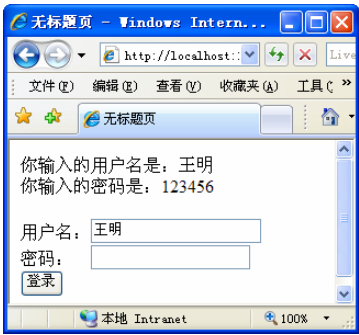 无标题页 - Windows Intern...
http://localhost:
Live
文件(F) 编辑(E) 查看(V) 收藏夹(A) 工具( »
无标题页
你输入的用户名是：王明
你输入的密码是：123456
用户名： 王明
密码：
登录
本地 Intranet 100%